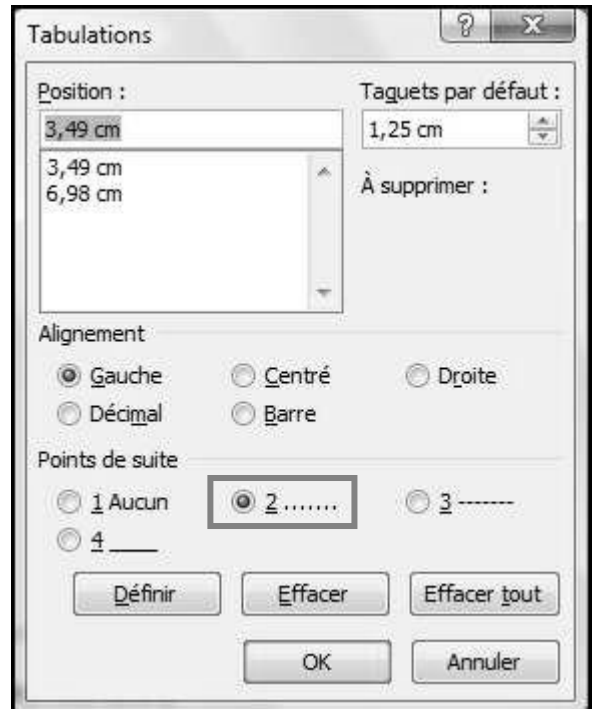 Tabulations
Position :
Taquets par défaut :
3,49 cm
1,25 cm
3,49 cm
6,98 cm
À supprimer :
Alignement
Gauche
Centré
Droite
Décimal
Barre
Points de suite
1 Aucun
2 .......
3 -------
4 ____
Définir
Effacer
Effacer tout
OK
Annuler